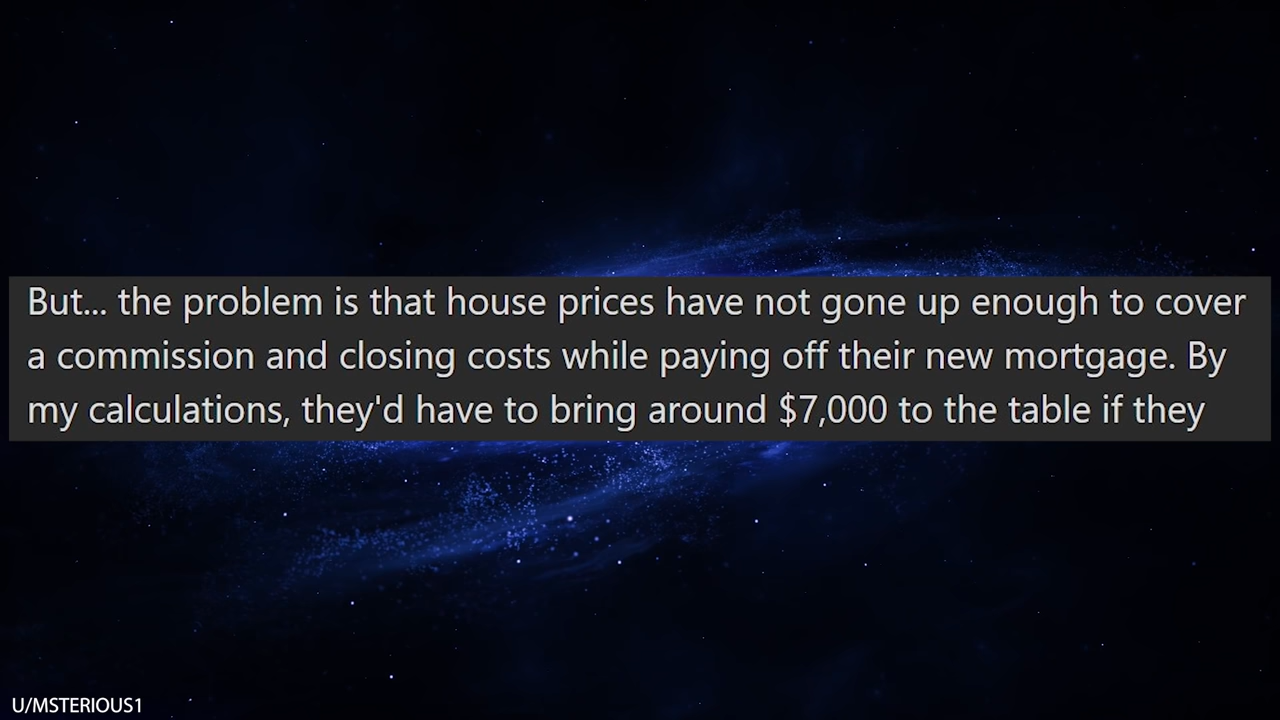 But... the problem is that house prices have not gone up enough to cover
a commission and closing costs while paying off their new mortgage. By
my calculations, they'd have to bring around $7,000 to the table if they
U/MSTERIOUS1